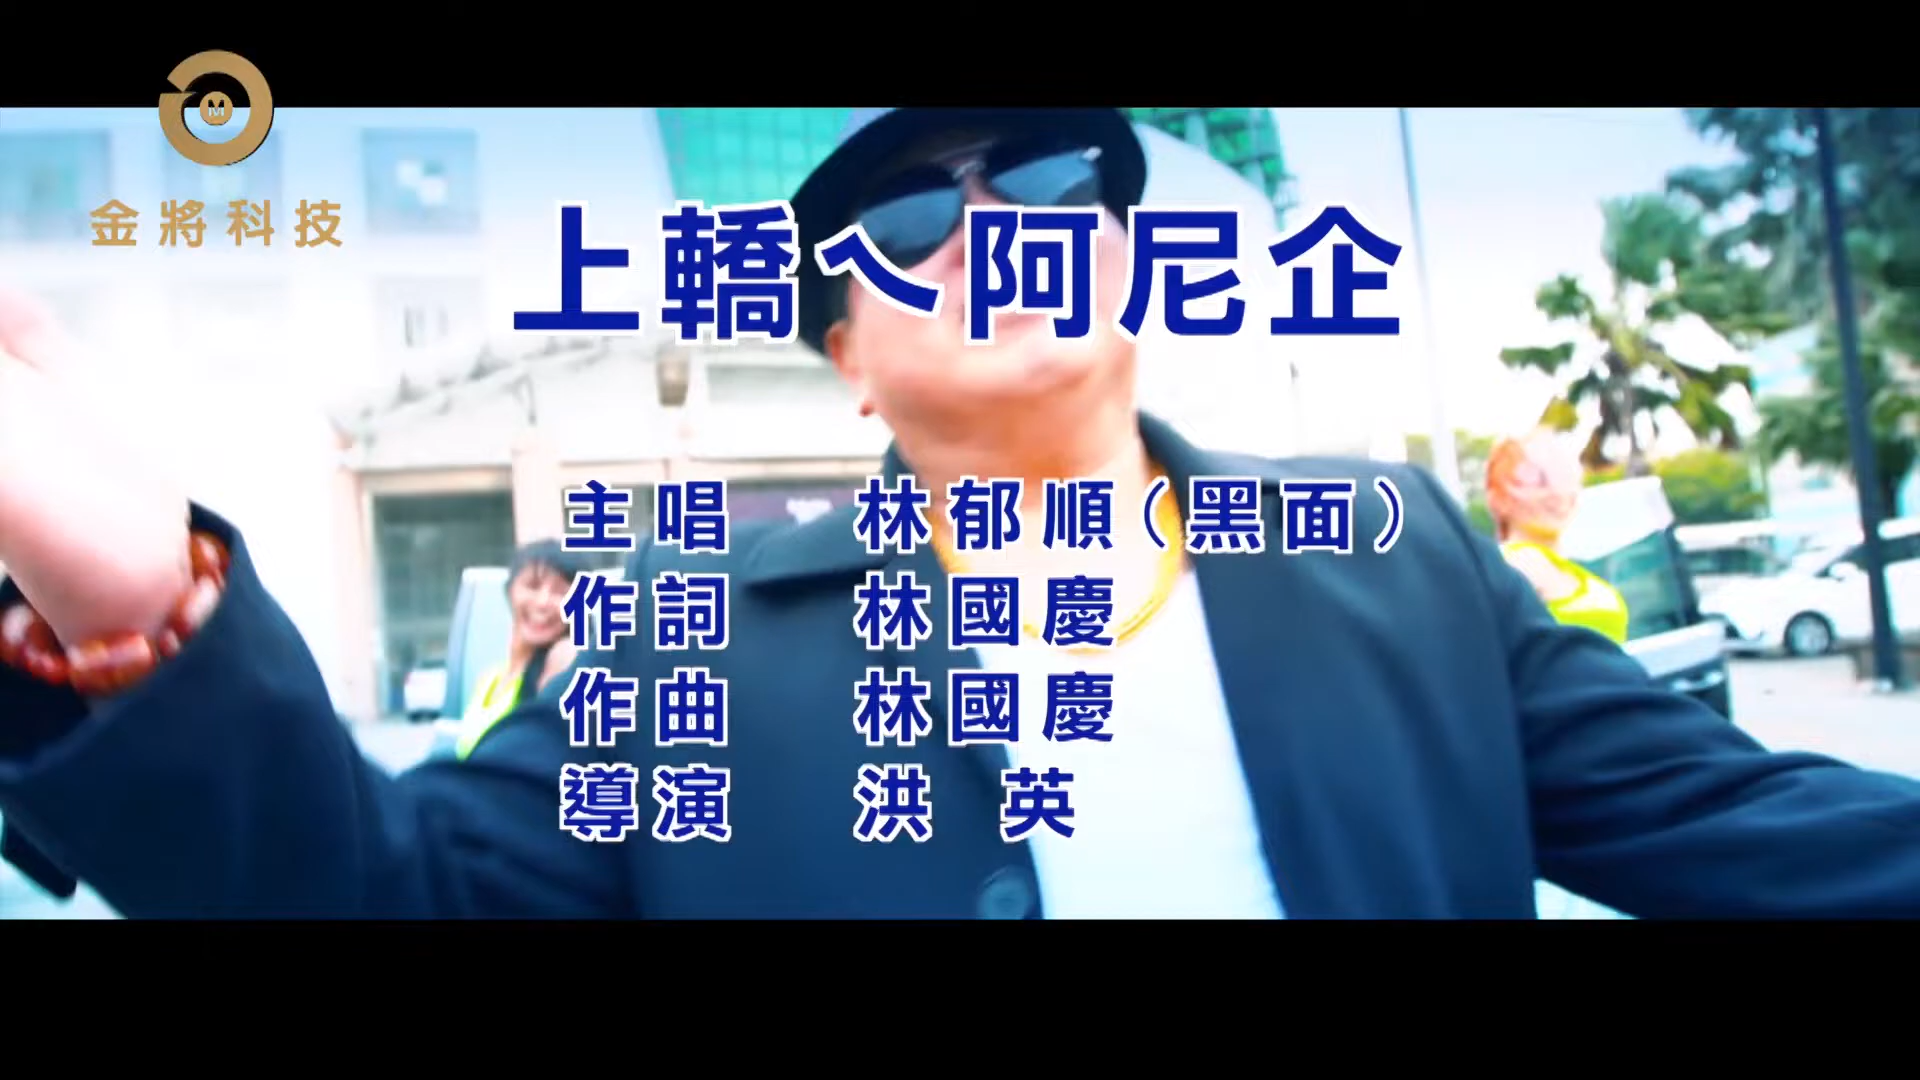 M
金將科技
上轎ㄟ阿尼企
主唱 林郁順(黑面)
作詞 林國慶
作曲 林國慶
導演 洪 英